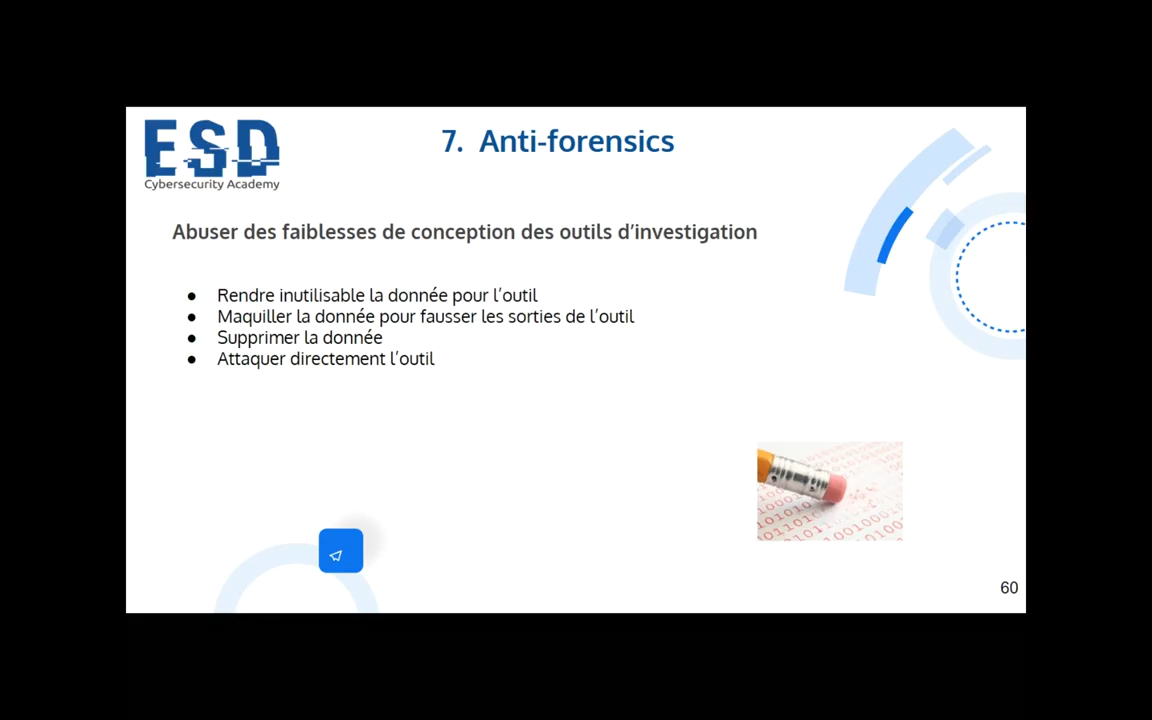 ESD
Cybersecurity Academy
7. Anti-forensics
Abuser des faiblesses de conception des outils d’investigation
● Rendre inutilisable la donnée pour l’outil
● Maquiller la donnée pour fausser les sorties de l’outil
● Supprimer la donnée
● Attaquer directement l’outil
60